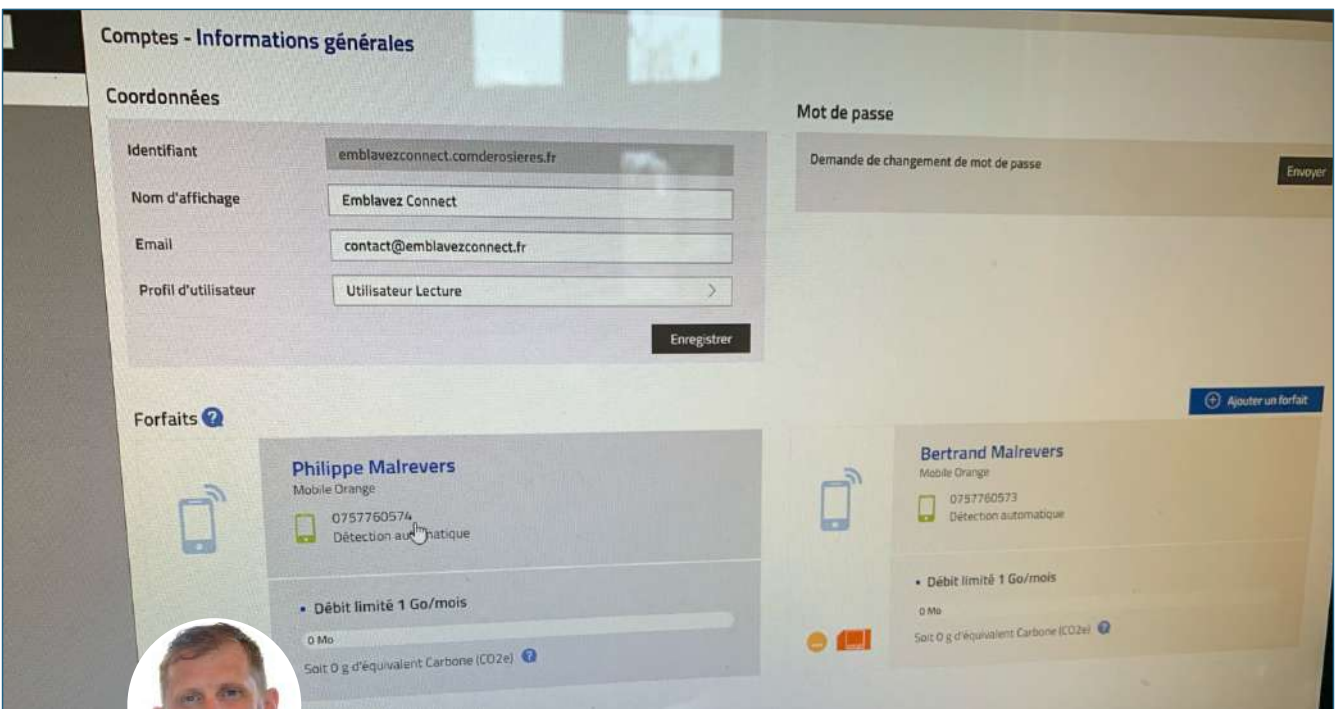 Comptes - Informations générales
Coordonnées
Identifiant
emblavezconnect.comderosieres.fr
Nom d'affichage
Emblavez Connect
Email
contact@emblavezconnect.fr
Profil d'utilisateur
Utilisateur Lecture
Enregistrer
Mot de passe
Demande de changement de mot de passe
Envoyer
Forfaits ?
Ajouter un forfait
Philippe Malrevers
Mobile Orange
0757760574
Détection automatique
• Débit limité 1 Go/mois
0 Mo
Soit 0 g d'équivalent Carbone (CO2e) ?
Bertrand Malrevers
Mobile Orange
0757760573
Détection automatique
• Débit limité 1 Go/mois
0 Mo
Soit 0 g d'équivalent Carbone (CO2e) ?